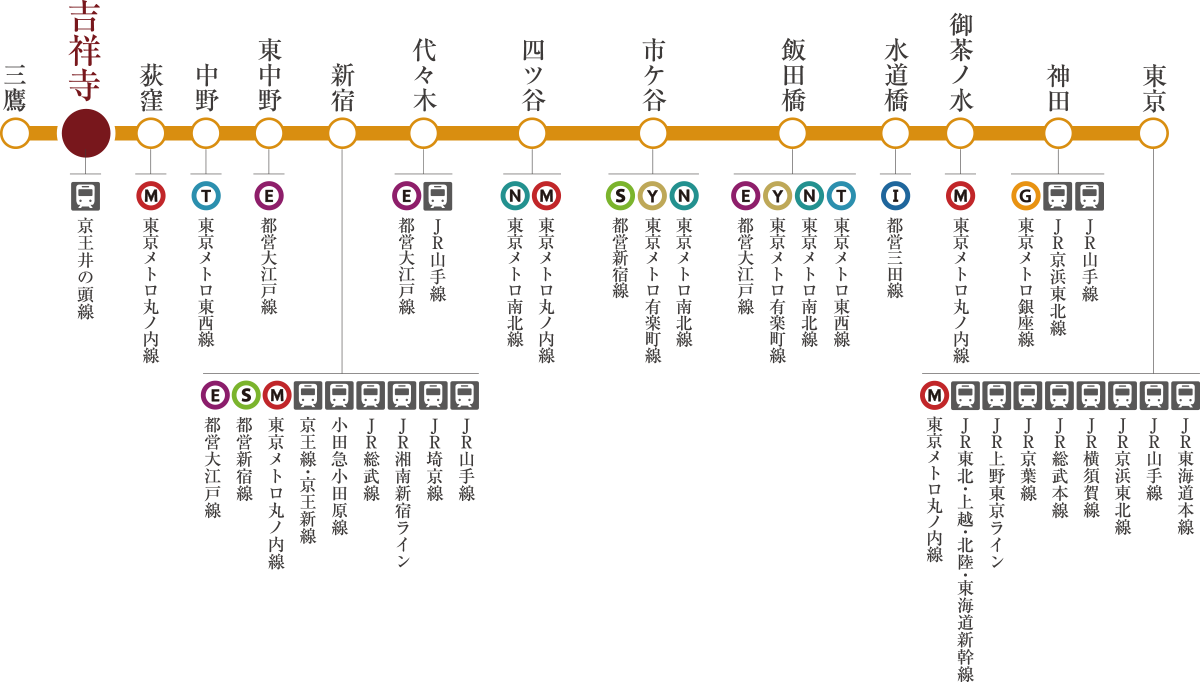 三鷹
吉祥寺
荻窪
中野
東中野
新宿
代々木
四ツ谷
市ケ谷
飯田橋
水道橋
御茶ノ水
神田
東京
京王井の頭線
M
東京メトロ丸ノ内線
T
東京メトロ東西線
E
都営大江戸線
E
都営大江戸線
JR山手線
N
東京メトロ南北線
M
東京メトロ丸ノ内線
S
都営新宿線
Y
東京メトロ有楽町線
N
東京メトロ南北線
E
都営大江戸線
Y
東京メトロ有楽町線
N
東京メトロ南北線
T
東京メトロ東西線
I
都営三田線
M
東京メトロ丸ノ内線
G
東京メトロ銀座線
JR京浜東北線
JR山手線
E
都営大江戸線
S
都営新宿線
M
東京メトロ丸ノ内線
京王線・京王新線
小田急小田原線
JR総武線
JR湘南新宿ライン
JR埼京線
JR山手線
M
東京メトロ丸ノ内線
JR東北・上越・北陸・東海道新幹線
JR上野東京ライン
JR京葉線
JR総武本線
JR横須賀線
JR京浜東北線
JR山手線
JR東海道本線